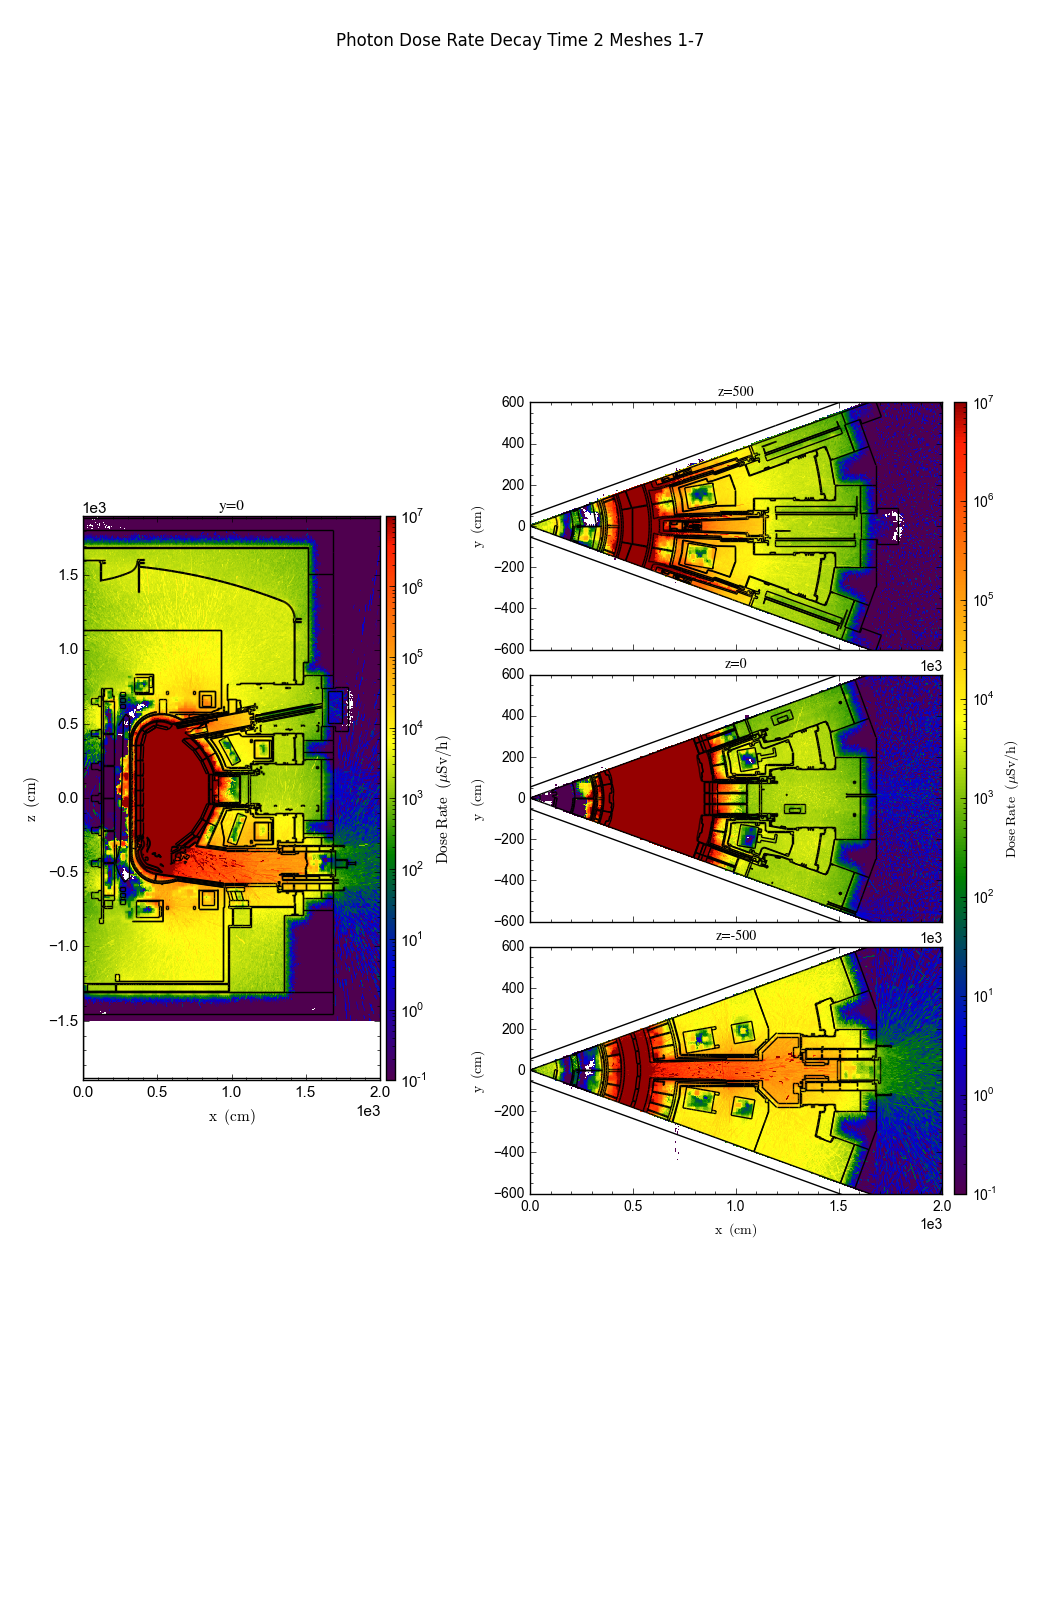 Photon Dose Rate Decay Time 2 Meshes 1-7
y=0
1e3
1.5
1.0
0.5
0.0
−0.5
−1.0
−1.5
z (cm)
0.0 0.5 1.0 1.5 2.0
1e3
x (cm)
10^7
10^6
10^5
10^4
10^3
10^2
10^1
10^0
10^-1
Dose Rate (μSv/h)
z=500
600
400
200
0
−200
−400
−600
y (cm)
1e3
z=0
600
400
200
0
−200
−400
−600
y (cm)
1e3
z=-500
600
400
200
0
−200
−400
−600
y (cm)
0.0 0.5 1.0 1.5 2.0
1e3
x (cm)
10^7
10^6
10^5
10^4
10^3
10^2
10^1
10^0
10^-1
Dose Rate (μSv/h)